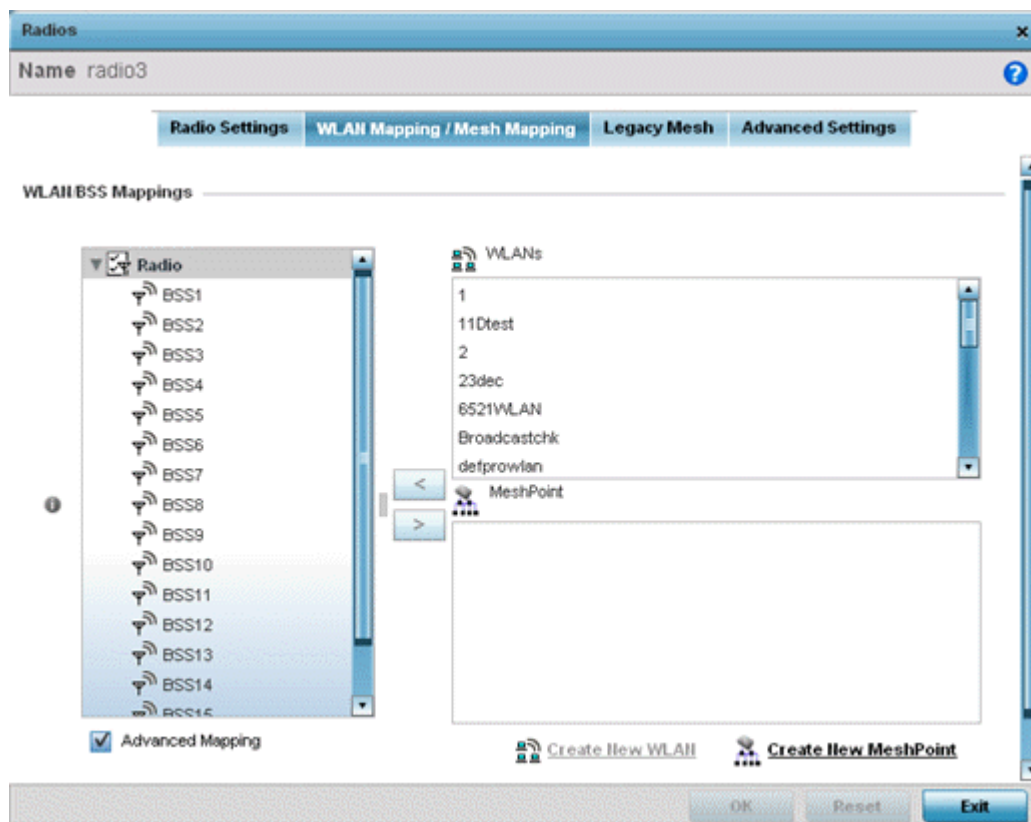 Radios
Name radio3
Radio Settings
WLAN Mapping / Mesh Mapping
Legacy Mesh
Advanced Settings
WLAN/BSS Mappings
Radio
BSS1
BSS2
BSS3
BSS4
BSS5
BSS6
BSS7
BSS8
BSS9
BSS10
BSS11
BSS12
BSS13
BSS14
BSS15
Advanced Mapping
<
>
WLANs
1
11Dtest
2
23dec
6521WLAN
Broadcastchk
defprowlan
MeshPoint
Create New WLAN
Create New MeshPoint
OK
Reset
Exit